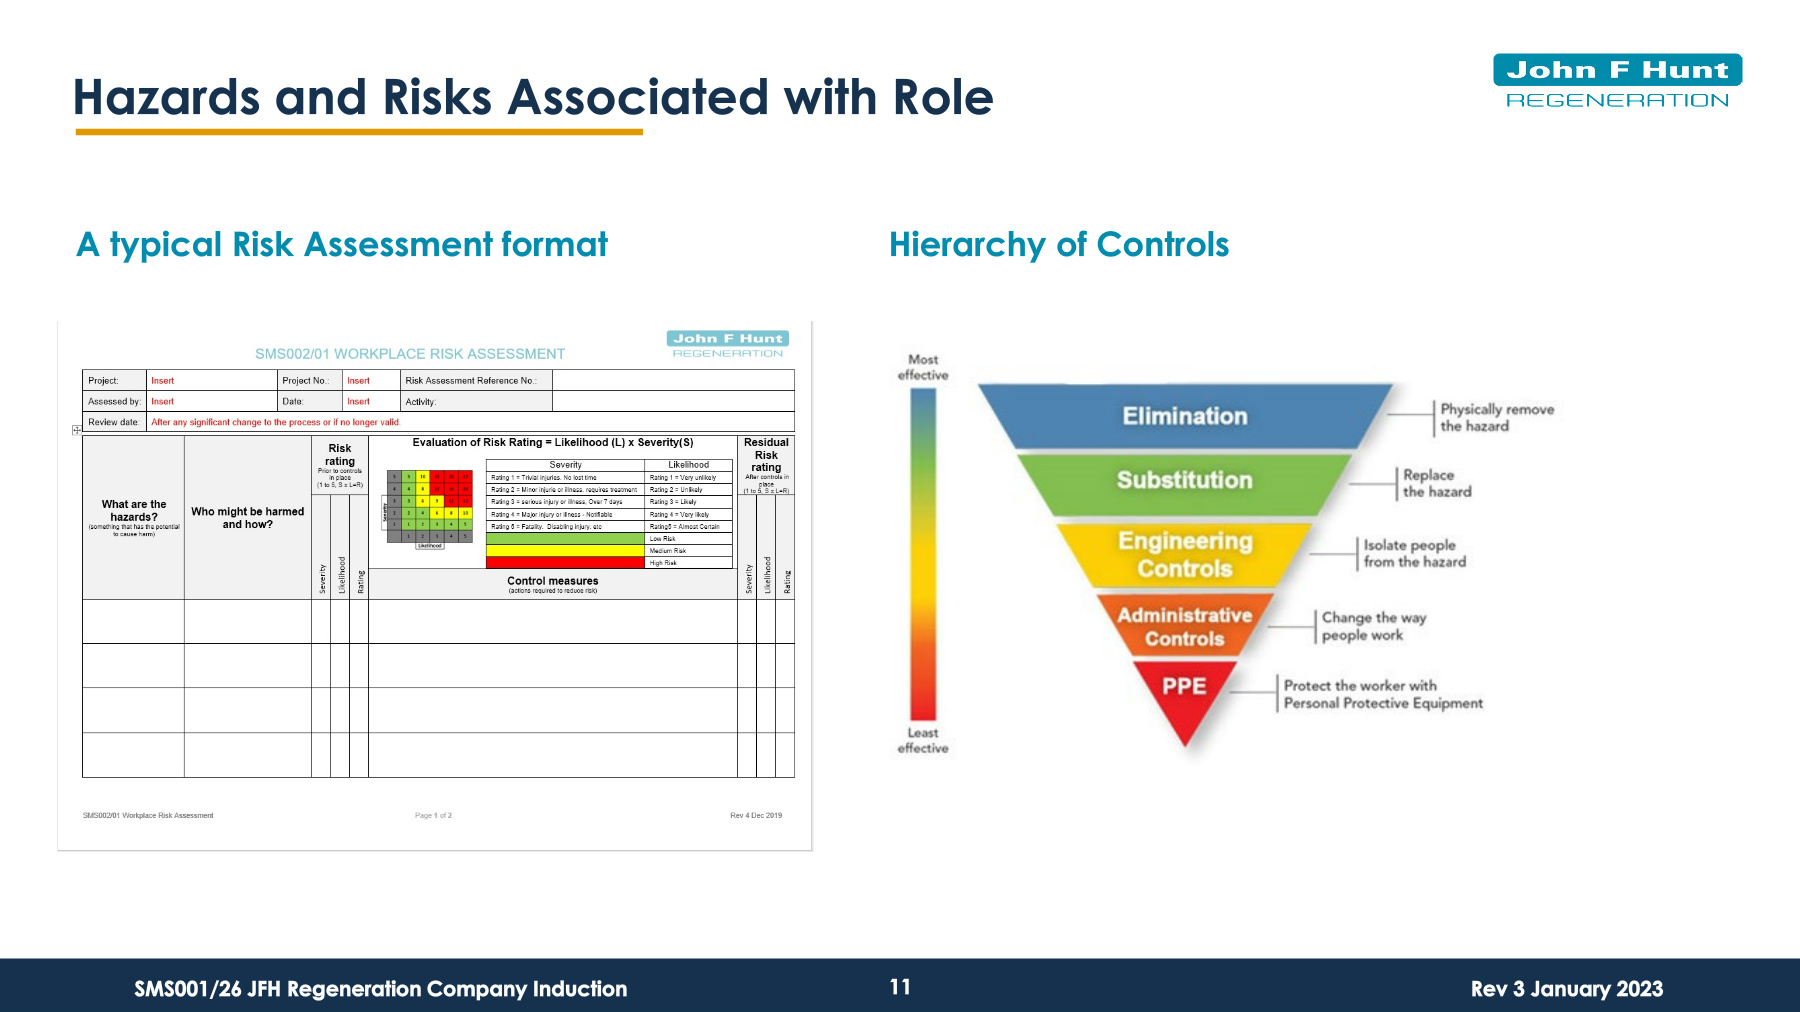 Hazards and Risks Associated with Role
John F Hunt
REGENERATION
A typical Risk Assessment format
Hierarchy of Controls
SMS002/01 WORKPLACE RISK ASSESSMENT
John F Hunt
REGENERATION
Project: Insert Project No.: Insert Risk Assessment Reference No.:
Assessed by: Insert Date: Insert Activity:
Review date: After any significant change to the process or if no longer valid.
What are the
hazards?
(something that has the potential
to cause harm)
Who might be harmed
and how?
Risk
rating
Prior to controls
in place
(1 to 5, S x L=R)
Severity
Likelihood
Rating
Evaluation of Risk Rating = Likelihood (L) x Severity(S)
Severity
Likelihood
Severity Likelihood
Rating 1 = Trivial injuries. No lost time Rating 1 = Very unlikely
Rating 2 = Minor injurie or illness, requires treatment Rating 2 = Unlikely
Rating 3 = serious injury or illness, Over 7 days Rating 3 = Likely
Rating 4 = Major injury or illness - Notifiable Rating 4 = Very likely
Rating 5 = Fatality. Disabling injury. etc Rating5 = Almost Certain
Low Risk
Medium Risk
High Risk
Control measures
(actions required to reduce risk)
Residual
Risk
rating
After controls in
place
(1 to 5, S x L=R)
Severity
Likelihood
Rating
SMS002/01 Workplace Risk Assessment Page 1 of 2 Rev 4 Dec 2019
Most
effective
Least
effective
Elimination
Physically remove
the hazard
Substitution
Replace
the hazard
Engineering
Controls
Isolate people
from the hazard
Administrative
Controls
Change the way
people work
PPE
Protect the worker with
Personal Protective Equipment
SMS001/26 JFH Regeneration Company Induction 11 Rev 3 January 2023